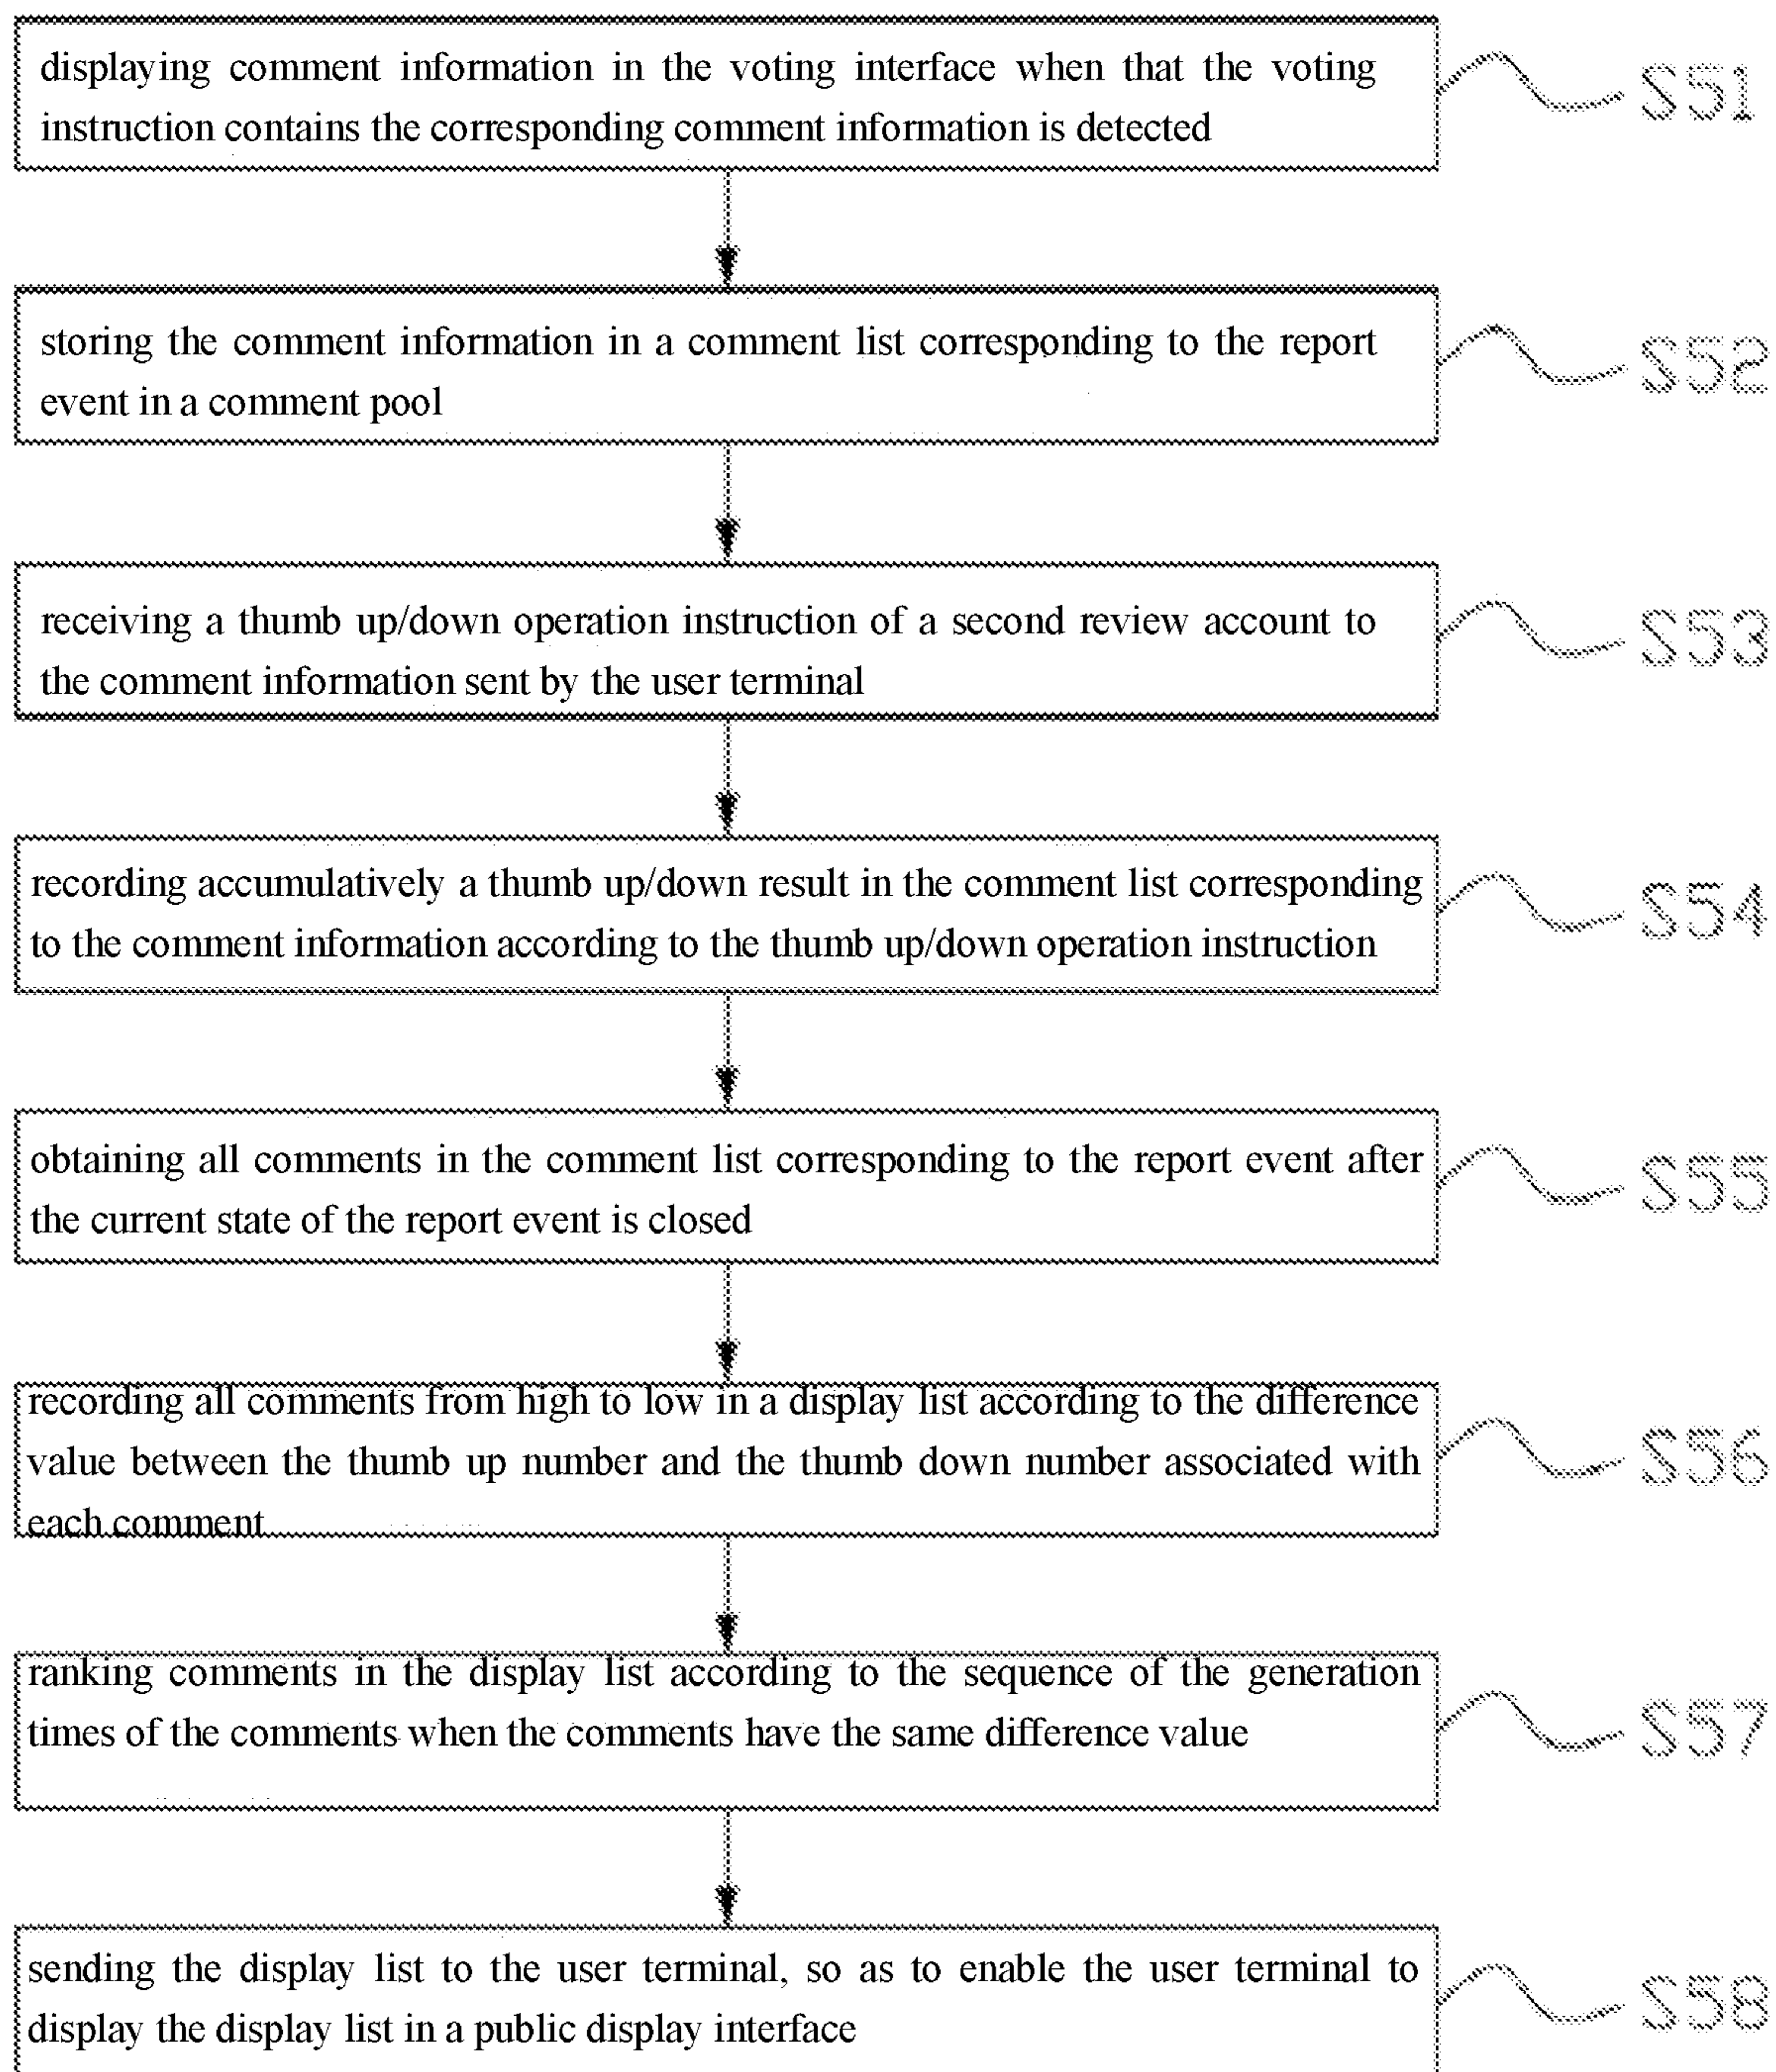 displaying comment information in the voting interface when that the voting
instruction contains the corresponding comment information is detected
S51
storing the comment information in a comment list corresponding to the report
event in a comment pool
S52
receiving a thumb up/down operation instruction of a second review account to
the comment information sent by the user terminal
S53
recording accumulatively a thumb up/down result in the comment list corresponding
to the comment information according to the thumb up/down operation instruction
S54
obtaining all comments in the comment list corresponding to the report event after
the current state of the report event is closed
S55
recording all comments from high to low in a display list according to the difference
value between the thumb up number and the thumb down number associated with
each comment
S56
ranking comments in the display list according to the sequence of the generation
times of the comments when the comments have the same difference value
S57
sending the display list to the user terminal, so as to enable the user terminal to
display the display list in a public display interface
S58